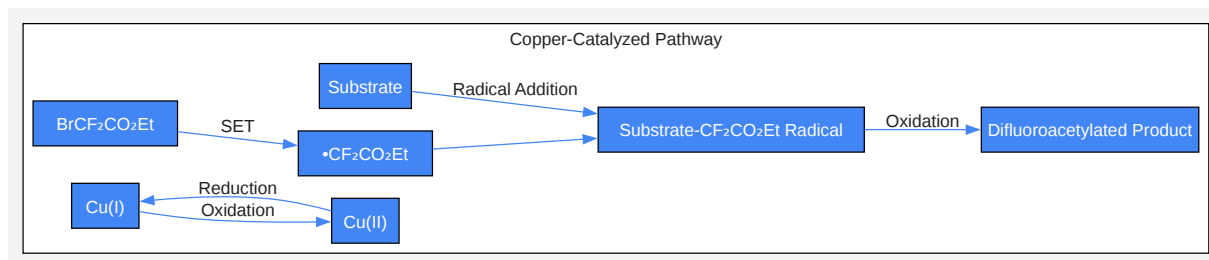 Copper-Catalyzed Pathway
Substrate
Radical Addition
BrCF₂CO₂Et
SET
•CF₂CO₂Et
Substrate-CF₂CO₂Et Radical
Oxidation
Difluoroacetylated Product
Cu(I)
Reduction
Oxidation
Cu(II)